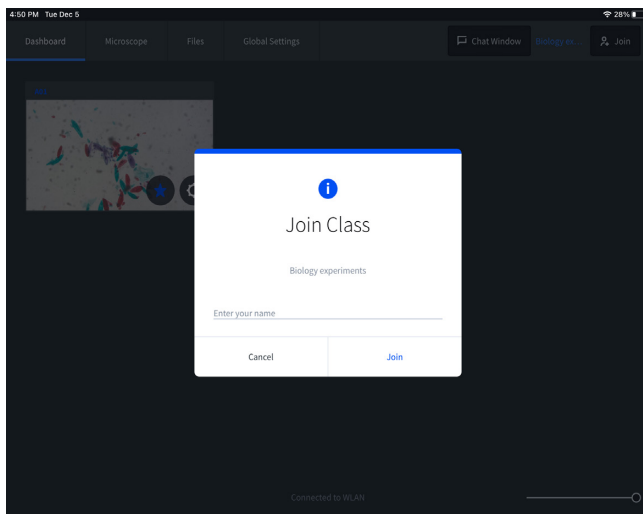 4:50 PM Tue Dec 5
28%
Dashboard
Microscope
Files
Global Settings
Chat Window
Biology ex...
Join
Join Class
Biology experiments
Enter your name
Cancel
Join
Connected to WLAN